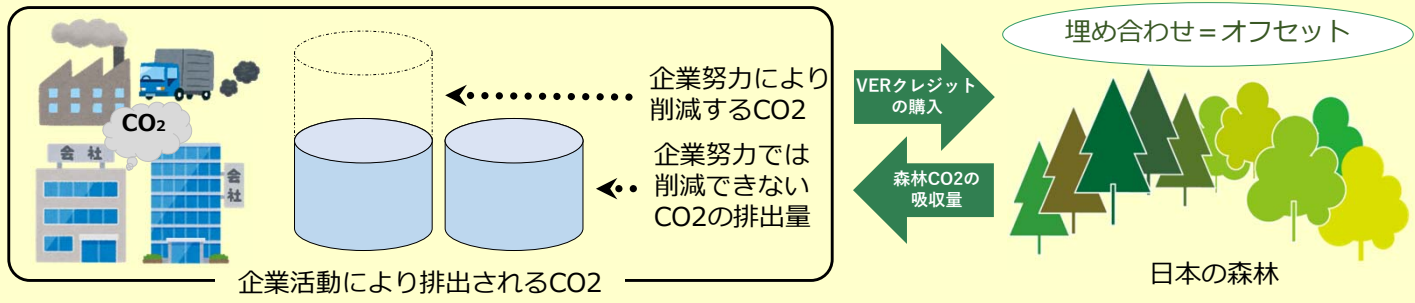 CO₂
会社
会
社
企業努力により
削減するCO2
企業努力では
削減できない
CO2の排出量
企業活動により排出されるCO2
VERクレジット
の購入
森林CO2の
吸収量
埋め合わせ＝オフセット
日本の森林